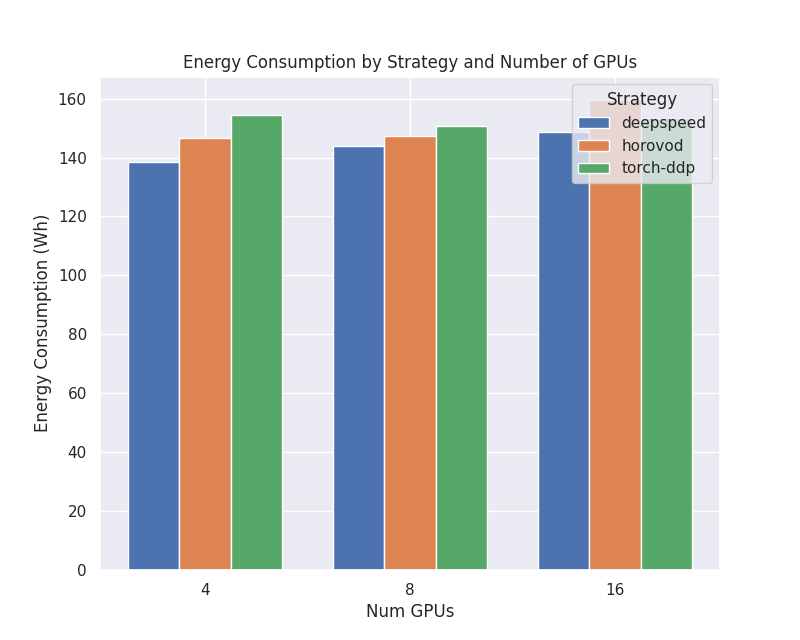 Energy Consumption by Strategy and Number of GPUs
Energy Consumption (Wh)
160
140
120
100
80
60
40
20
0
Strategy
deepspeed
horovod
torch-ddp
4
8
16
Num GPUs